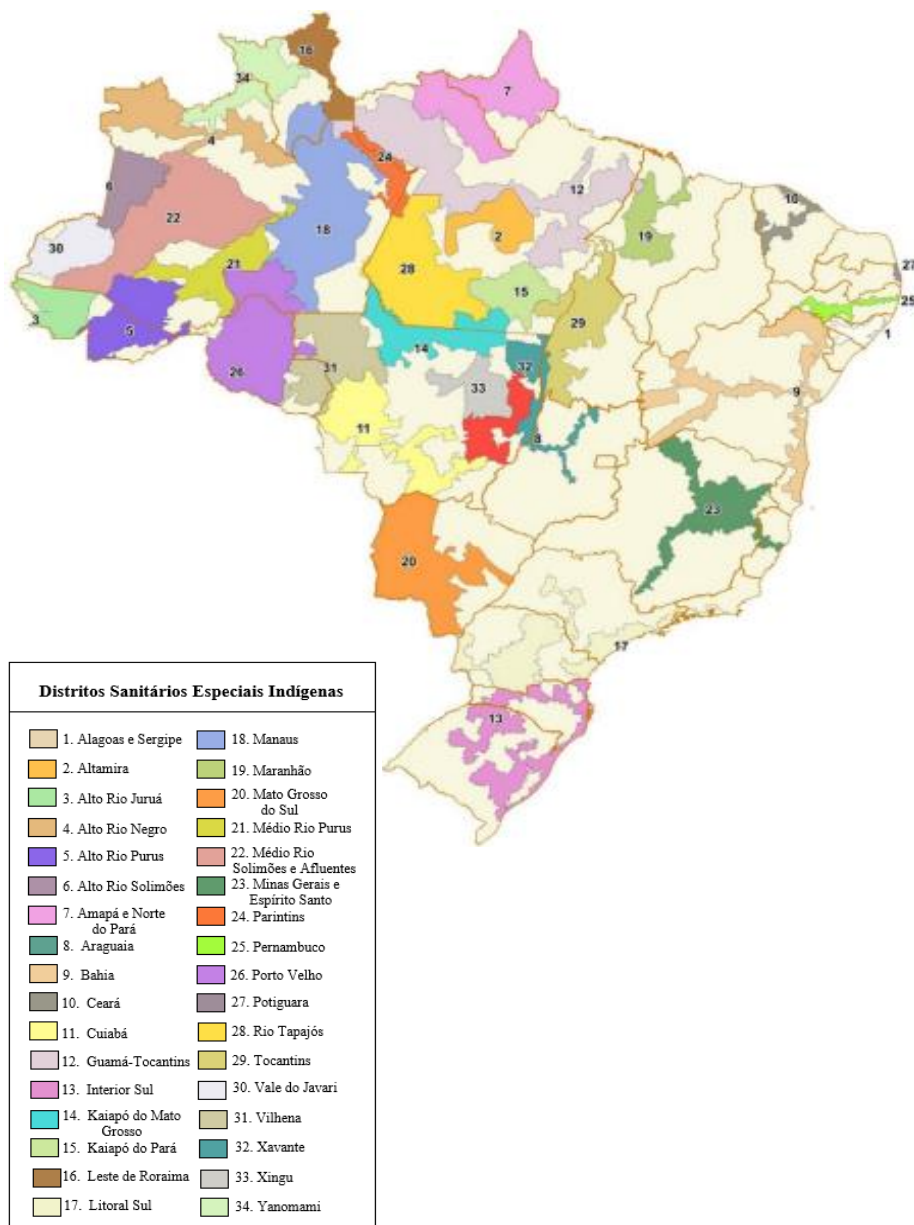 16
34
7
4
24
12
10
6
22
18
2
19
27
30
21
28
25
15
3
5
29
1
14
26
31
32
33
9
11
8
23
20
17
13
Distritos Sanitários Especiais Indígenas
1. Alagoas e Sergipe
2. Altamira
3. Alto Rio Juruá
4. Alto Rio Negro
5. Alto Rio Purus
6. Alto Rio Solimões
7. Amapá e Norte
do Pará
8. Araguaia
9. Bahia
10. Ceará
11. Cuiabá
12. Guamá-Tocantins
13. Interior Sul
14. Kaiapó do Mato
Grosso
15. Kaiapó do Pará
16. Leste de Roraima
17. Litoral Sul
18. Manaus
19. Maranhão
20. Mato Grosso
do Sul
21. Médio Rio Purus
22. Médio Rio
Solimões e Afluentes
23. Minas Gerais e
Espírito Santo
24. Parintins
25. Pernambuco
26. Porto Velho
27. Potiguara
28. Rio Tapajós
29. Tocantins
30. Vale do Javari
31. Vilhena
32. Xavante
33. Xingu
34. Yanomami